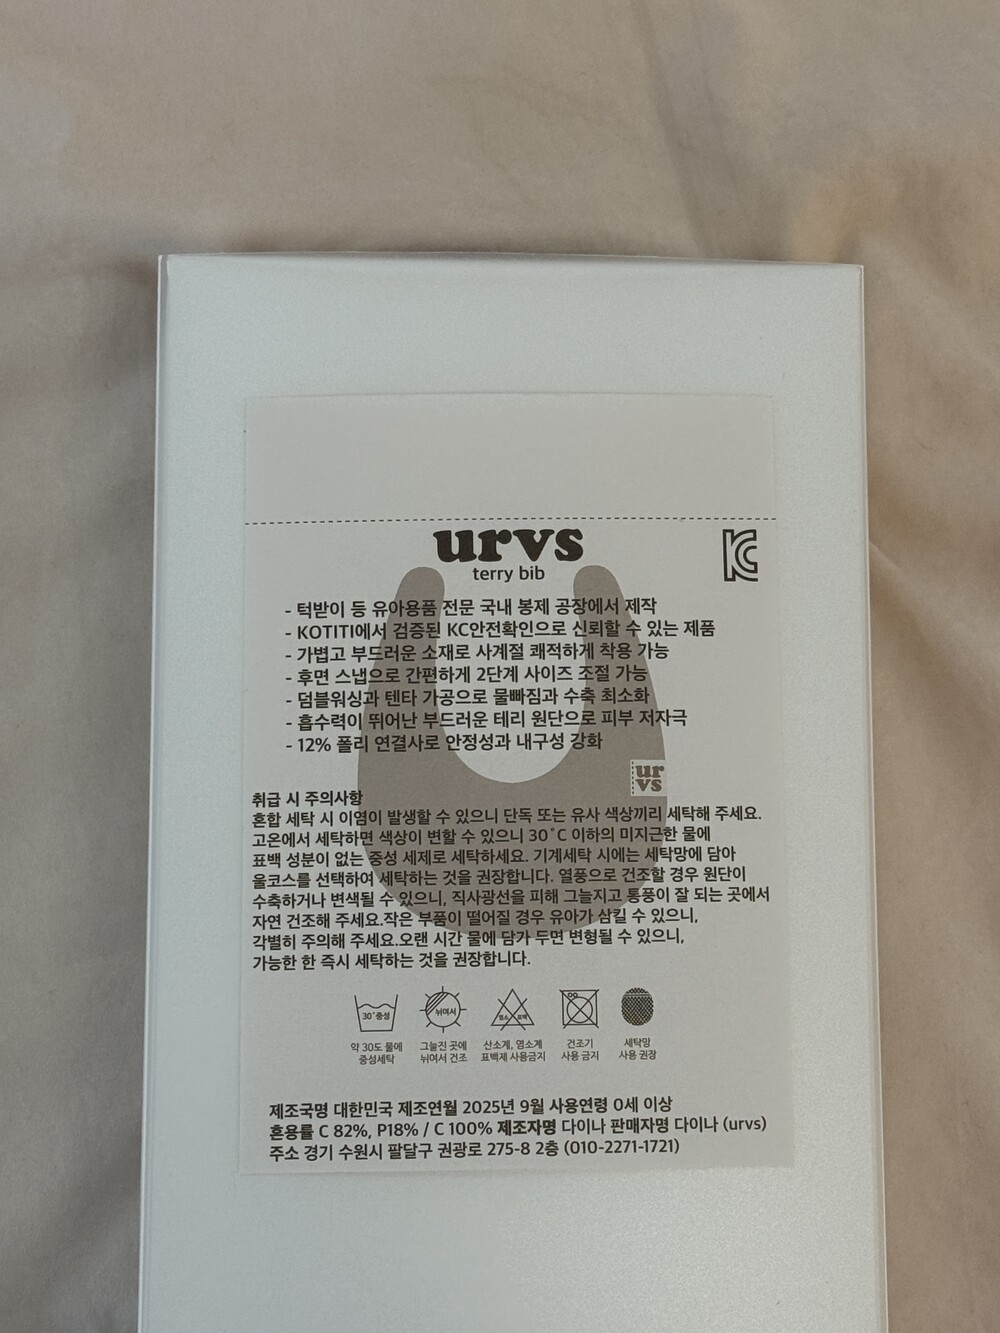 urvs
terry bib
KC
- 턱받이 등 유아용품 전문 국내 봉제 공장에서 제작
- KOTITI에서 검증된 KC안전확인으로 신뢰할 수 있는 제품
- 가볍고 부드러운 소재로 사계절 쾌적하게 착용 가능
- 후면 스냅으로 간편하게 2단계 사이즈 조절 가능
- 덤블워싱과 텐타 가공으로 물빠짐과 수축 최소화
- 흡수력이 뛰어난 부드러운 테리 원단으로 피부 저자극
- 12% 폴리 연결사로 안정성과 내구성 강화
ur
vs
취급 시 주의사항
혼합 세탁 시 이염이 발생할 수 있으니 단독 또는 유사 색상끼리 세탁해 주세요.
고온에서 세탁하면 색상이 변할 수 있으니 30˚C 이하의 미지근한 물에
표백 성분이 없는 중성 세제로 세탁하세요. 기계세탁 시에는 세탁망에 담아
울코스를 선택하여 세탁하는 것을 권장합니다. 열풍으로 건조할 경우 원단이
수축하거나 변색될 수 있으니, 직사광선을 피해 그늘지고 통풍이 잘 되는 곳에서
자연 건조해 주세요.작은 부품이 떨어질 경우 유아가 삼킬 수 있으니,
각별히 주의해 주세요.오랜 시간 물에 담가 두면 변형될 수 있으니,
가능한 한 즉시 세탁하는 것을 권장합니다.
30˚중성 뉘여서 염소 표백
약 30도 물에 그늘진 곳에 산소계, 염소계 건조기 세탁망
중성세탁 뉘여서 건조 표백제 사용금지 사용 금지 사용 권장
제조국명 대한민국 제조연월 2025년 9월 사용연령 0세 이상
혼용률 C 82%, P18% / C 100% 제조자명 다이나 판매자명 다이나 (urvs)
주소 경기 수원시 팔달구 권광로 275-8 2층 (010-2271-1721)